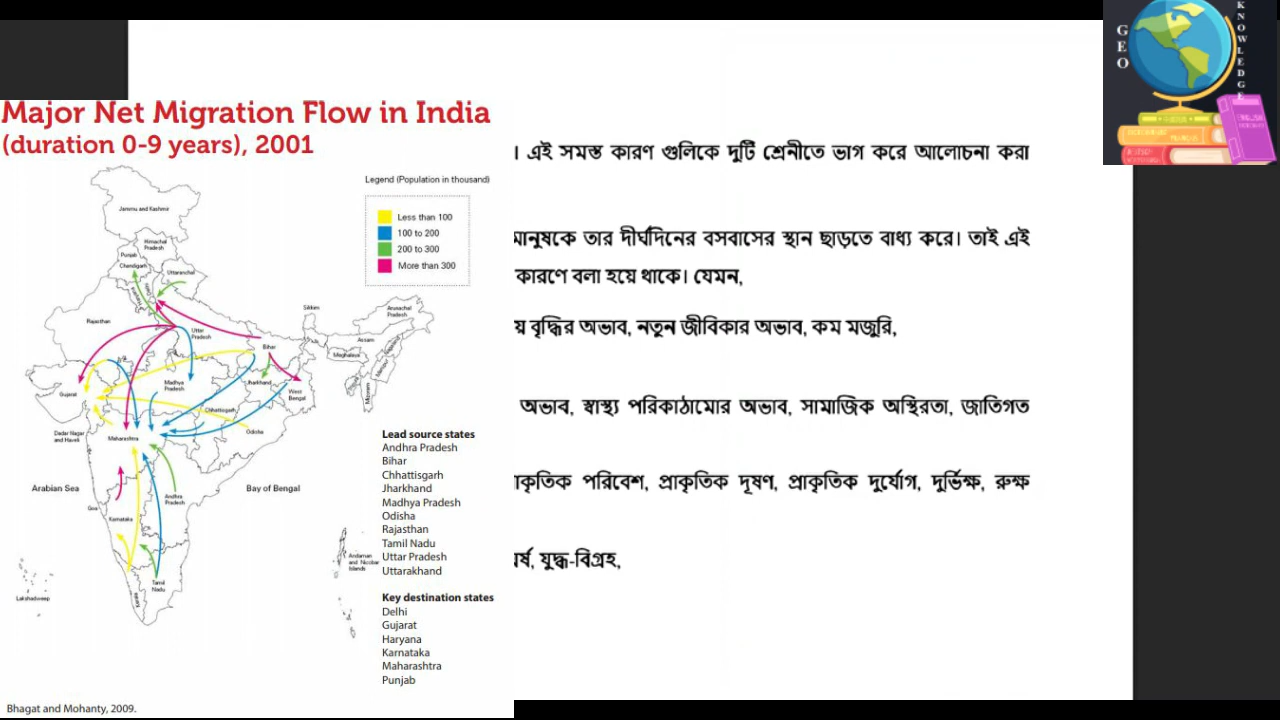 GEO
KNOWLEDGE
Major Net Migration Flow in India
(duration 0-9 years), 2001
Legend (Population in thousand)
Less than 100
100 to 200
200 to 300
More than 300
Jammu and Kashmir
Himachal
Pradesh
Punjab
Chandigarh
Uttaranchal
Haryana
Delhi
Rajasthan
Uttar
Pradesh
Sikkim
Arunachal
Pradesh
Assam
Nagaland
Meghalaya
Manipur
Mizoram
Bihar
Jharkhand
West
Bengal
Gujarat
Madhya
Pradesh
Chhattisgarh
Odisha
Dadar Nagar
and Haveli
Maharashtra
Arabian Sea
Bay of Bengal
Andhra
Pradesh
Goa
Karnataka
Tamil
Nadu
Kerala
Lakshadweep
Andaman
and Nicobar
Islands
Lead source states
Andhra Pradesh
Bihar
Chhattisgarh
Jharkhand
Madhya Pradesh
Odisha
Rajasthan
Tamil Nadu
Uttar Pradesh
Uttarakhand
Key destination states
Delhi
Gujarat
Haryana
Karnataka
Maharashtra
Punjab
Bhagat and Mohanty, 2009.
। এই সমস্ত কারণ গুলিকে দুটি শ্রেনীতে ভাগ করে আলোচনা করা
মানুষকে তার দীর্ঘদিনের বসবাসের স্থান ছাড়তে বাধ্য করে। তাই এই
কারণে বলা হয়ে থাকে। যেমন,
য় বৃদ্ধির অভাব, নতুন জীবিকার অভাব, কম মজুরি,
অভাব, স্বাস্থ্য পরিকাঠামোর অভাব, সামাজিক অস্থিরতা, জাতিগত
াকৃতিক পরিবেশ, প্রাকৃতিক দূষণ, প্রাকৃতিক দুর্যোগ, দুর্ভিক্ষ, রুক্ষ
র্ষ, যুদ্ধ-বিগ্রহ,